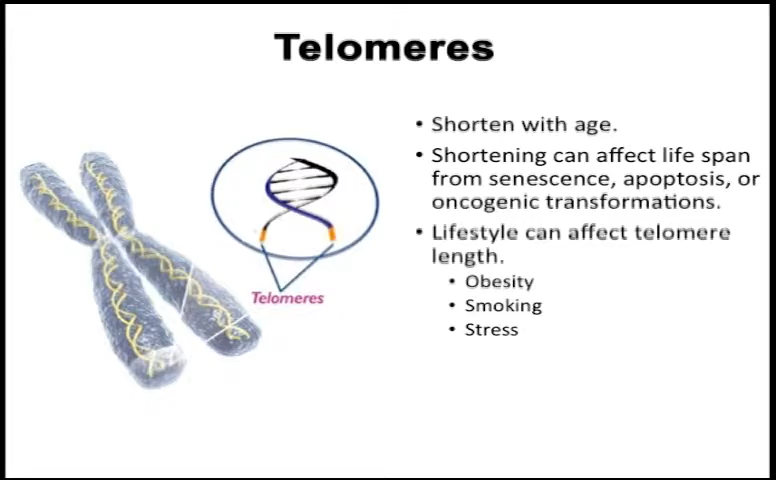 Telomeres
• Shorten with age.
• Shortening can affect life span
from senescence, apoptosis, or
oncogenic transformations.
• Lifestyle can affect telomere
length.
• Obesity
• Smoking
• Stress
Telomeres